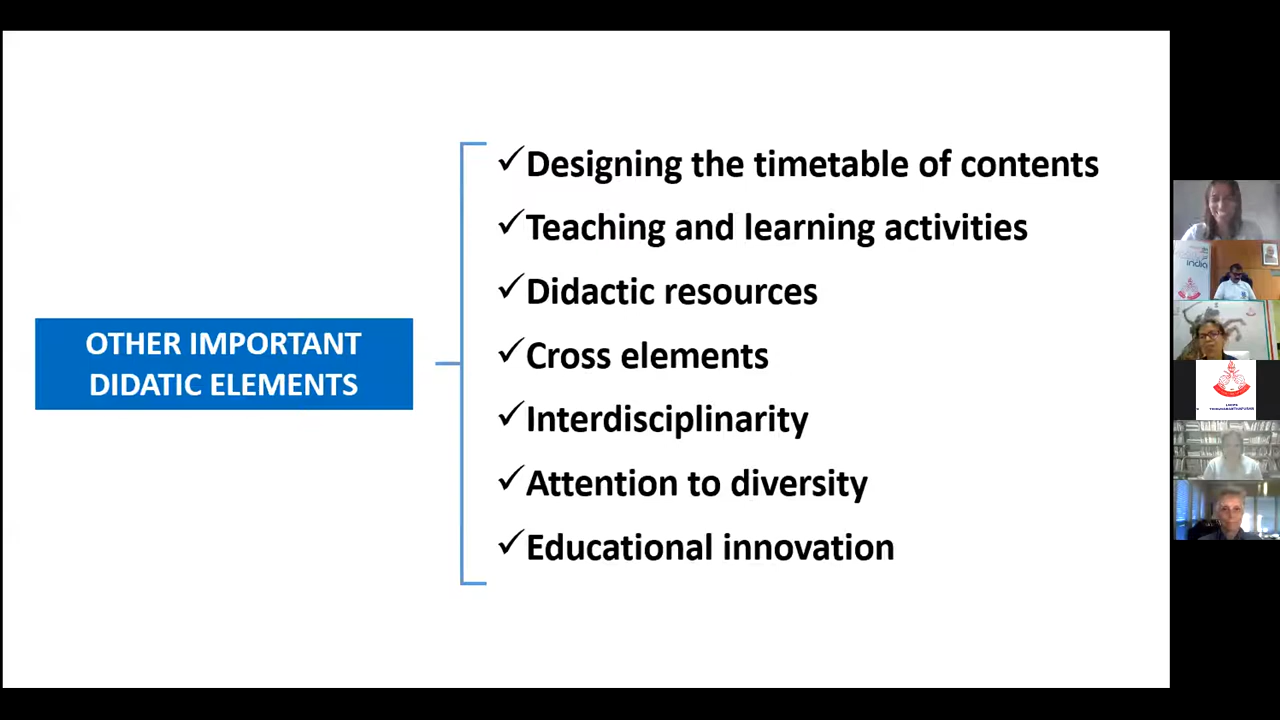 ✓Designing the timetable of contents
✓Teaching and learning activities
✓Didactic resources
OTHER IMPORTANT
DIDATIC ELEMENTS
✓Cross elements
✓Interdisciplinarity
✓Attention to diversity
✓Educational innovation
india